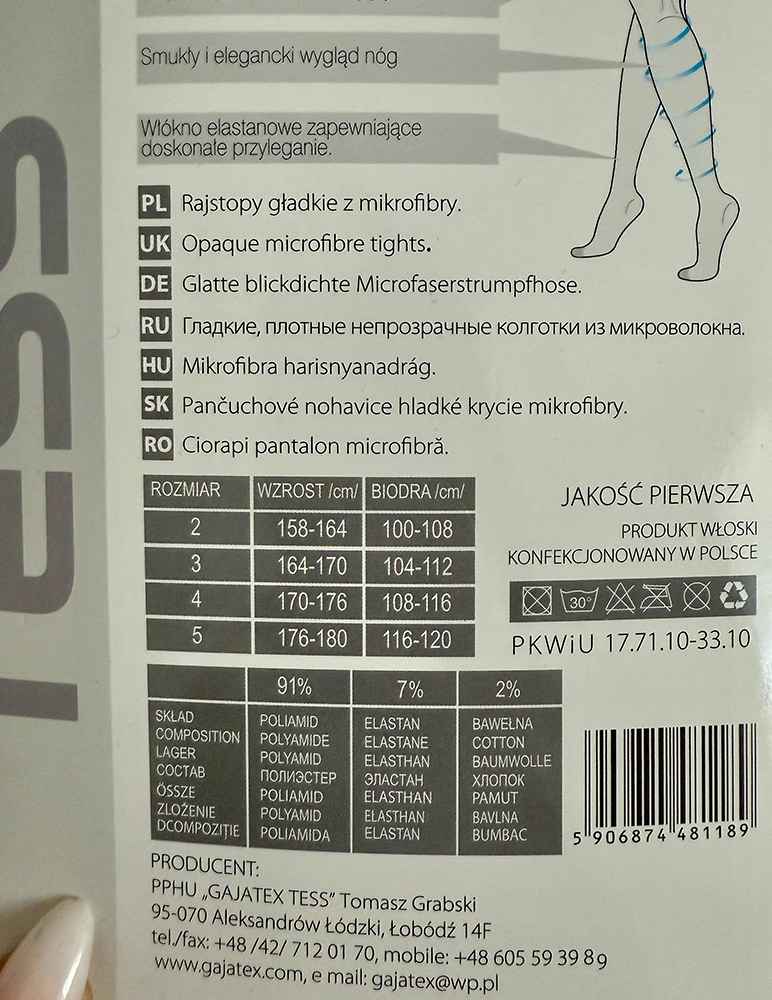 Smukły i elegancki wygląd nóg
Włókno elastanowe zapewniające
doskonałe przyleganie.
TESS
PL Rajstopy gładkie z mikrofibry.
UK Opaque microfibre tights.
DE Glatte blickdichte Microfaserstrumpfhose.
RU Гладкие, плотные непрозрачные колготки из микроволокна.
HU Mikrofibra harisnyanadrág.
SK Pančuchové nohavice hladké krycie mikrofibry.
RO Ciorapi pantalon microfibră.
ROZMIAR WZROST /cm/ BIODRA /cm/
2 158-164 100-108
3 164-170 104-112
4 170-176 108-116
5 176-180 116-120
JAKOŚĆ PIERWSZA
PRODUKT WŁOSKI
KONFEKCJONOWANY W POLSCE
30°
PKWiU 17.71.10-33.10
91% 7% 2%
SKŁAD POLIAMID ELASTAN BAWEŁNA
COMPOSITION POLYAMIDE ELASTANE COTTON
LAGER POLYAMID ELASTHAN BAUMWOLLE
СОСТАВ ПОЛИЭСТЕР ЭЛАСТАН ХЛОПОК
ÖSSZE POLIAMID ELASTHAN PAMUT
ZLOŽENIE POLYAMID EŁASTHAN BAVLNA
DCOMPOZIŢIE POLIAMIDA ELASTAN BUMBAC
5 906874 481189
PRODUCENT:
PPHU „GAJATEX TESS” Tomasz Grabski
95-070 Aleksandrów Łódzki, Łobódź 14F
tel./fax: +48 /42/ 712 01 70, mobile: +48 605 59 39 89
www.gajatex.com, e mail: gajatex@wp.pl